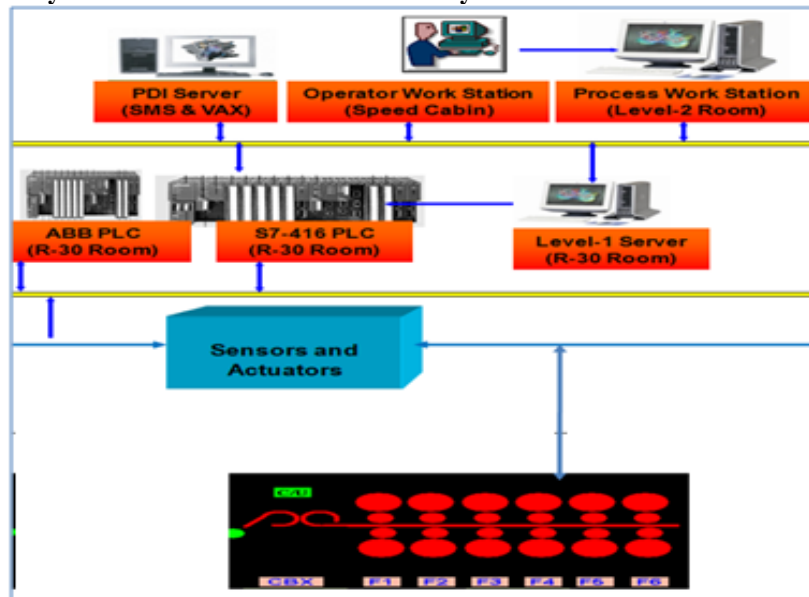 PDI Server
(SMS & VAX)
Operator Work Station
(Speed Cabin)
Process Work Station
(Level-2 Room)
ABB PLC
(R-30 Room)
S7-416 PLC
(R-30 Room)
Level-1 Server
(R-30 Room)
Sensors and
Actuators
CBX
F1
F2
F3
F4
F5
F6